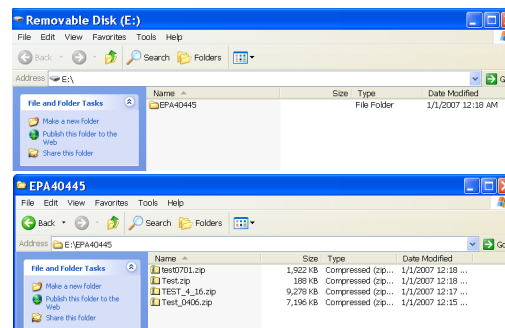 Removable Disk (E:)
File Edit View Favorites Tools Help
Back Search Folders
Address E:\
Name Size Type Date Modified
EPA40445 File Folder 1/1/2007 12:18 AM
File and Folder Tasks
Make a new folder
Publish this folder to the
Web
Share this folder
EPA40445
File Edit View Favorites Tools Help
Back Search Folders
Address E:\EPA40445 Go
Name Size Type Date Modified
test0701.zip 1,922 KB Compressed (zip... 1/1/2007 12:18 ...
Test.zip 188 KB Compressed (zip... 1/1/2007 12:18 ...
TEST_4_16.zip 9,278 KB Compressed (zip... 1/1/2007 12:17 ...
Test_0406.zip 7,196 KB Compressed (zip... 1/1/2007 12:15 ...
File and Folder Tasks
Make a new folder
Publish this folder to the
Web
Share this folder